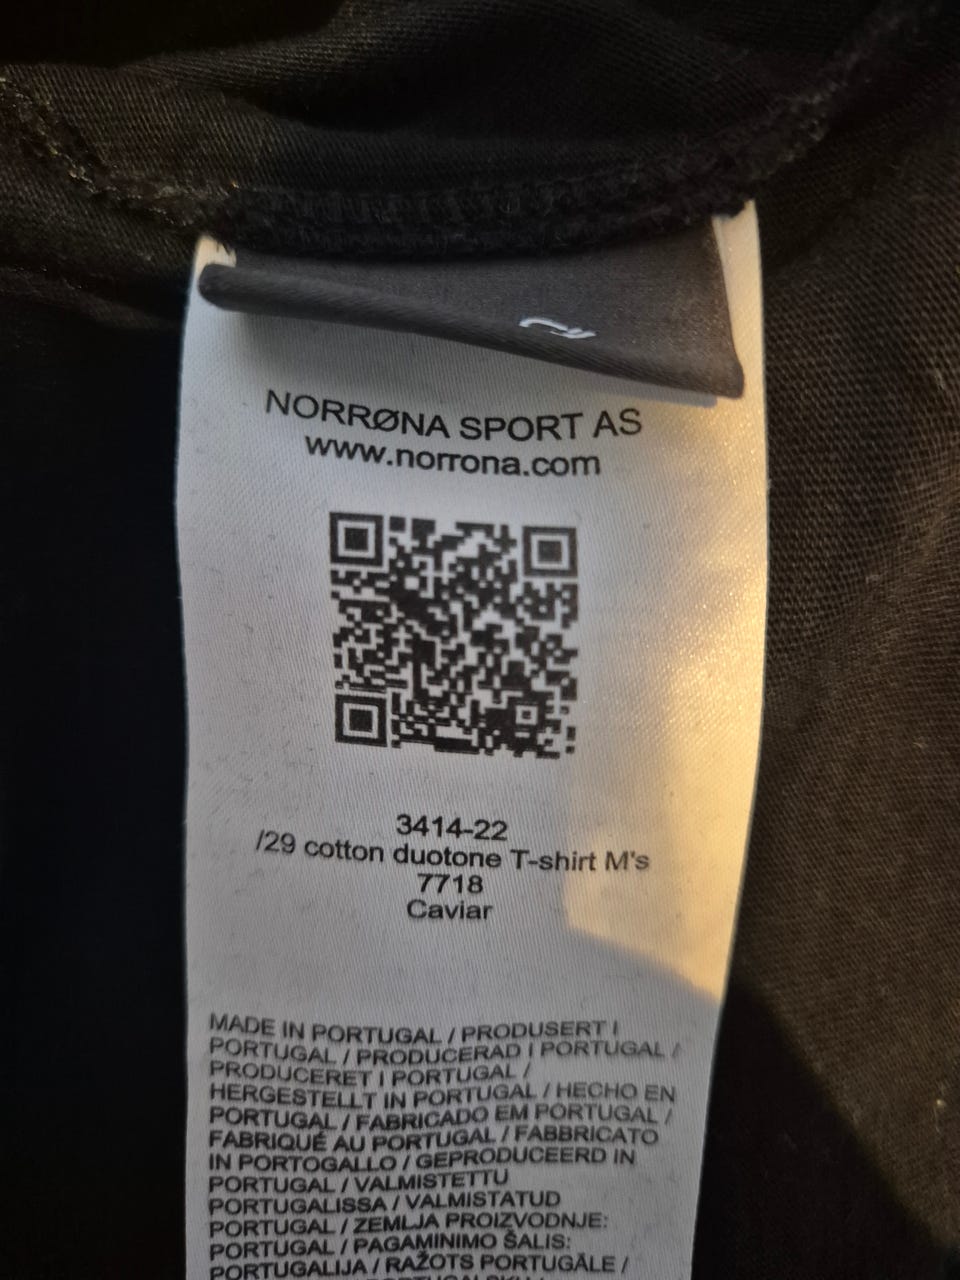 NORRØNA SPORT AS
www.norrona.com
3414-22
/29 cotton duotone T-shirt M's
7718
Caviar
MADE IN PORTUGAL / PRODUSERT I
PORTUGAL / PRODUCERAD I PORTUGAL /
PRODUCERET I PORTUGAL /
HERGESTELLT IN PORTUGAL / HECHO EN
PORTUGAL / FABRICADO EM PORTUGAL /
FABRIQUÉ AU PORTUGAL / FABBRICATO
IN PORTOGALLO / GEPRODUCEERD IN
PORTUGAL / VALMISTETTU
PORTUGALISSA / VALMISTATUD
PORTUGAL / ZEMLJA PROIZVODNJE:
PORTUGAL / PAGAMINIMO ŠALIS:
PORTUGALIJA / RAŽOTS PORTUGĀLE /